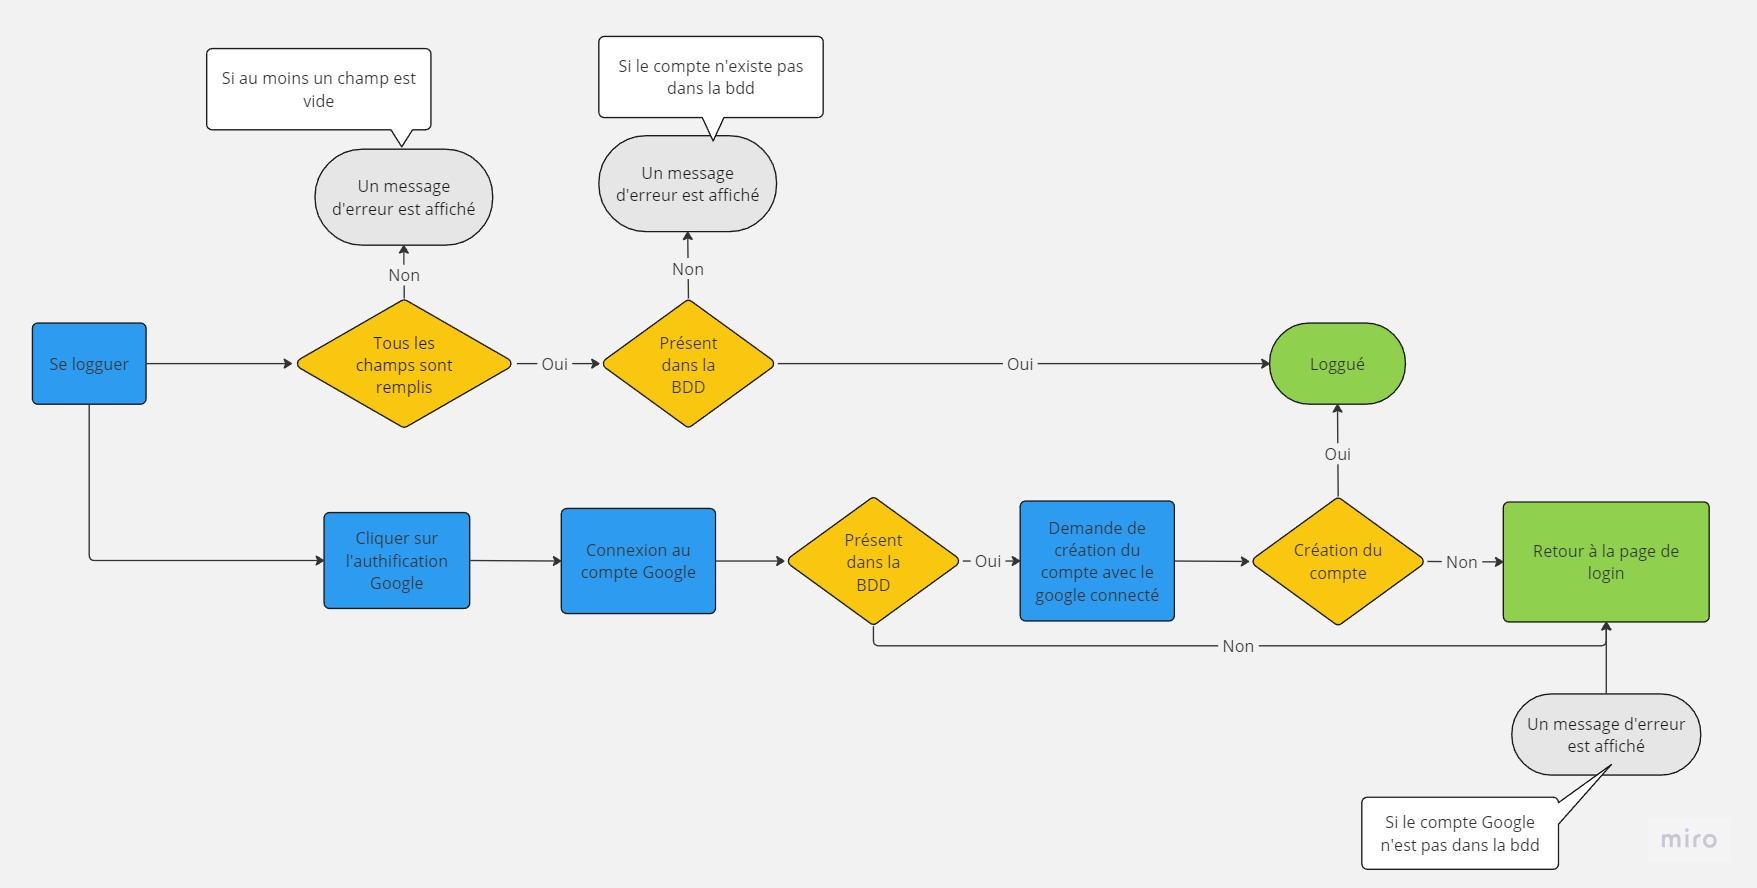 Si au moins un champ est
vide
Si le compte n'existe pas
dans la bdd
Un message
d'erreur est affiché
Un message
d'erreur est affiché
Non
Non
Se logguer
Tous les
champs sont
remplis
Oui
Présent
dans la
BDD
Oui
Loggué
Oui
Cliquer sur
l'authification
Google
Connexion au
compte Google
Présent
dans la
BDD
Oui
Demande de
création du
compte avec le
google connecté
Création du
compte
Non
Retour à la page de
login
Non
Un message d'erreur
est affiché
Si le compte Google
n'est pas dans la bdd
miro